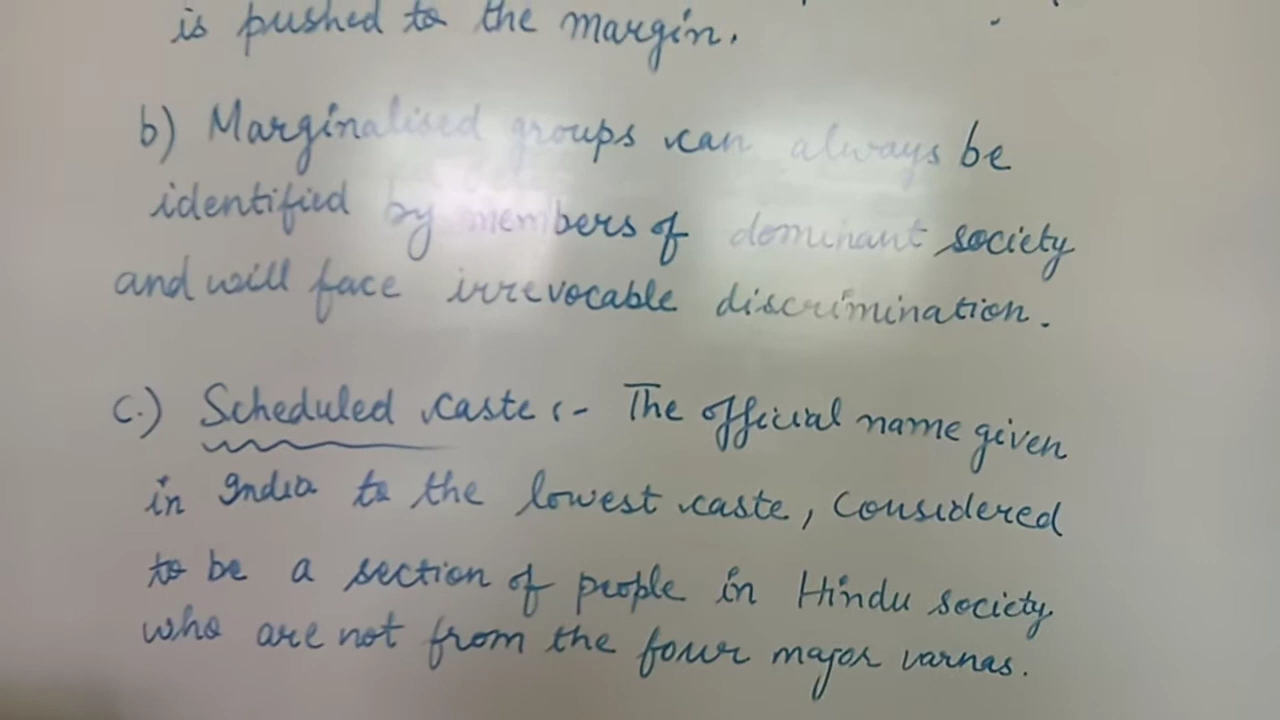 is pushed to the margin.
b) Marginalised groups can always be
identified by members of dominant society
and will face irrevocable discrimination.
c.) Scheduled caste :- The official name given
in India to the lowest caste, Considered
to be a section of people in Hindu society
who are not from the four major varnas.